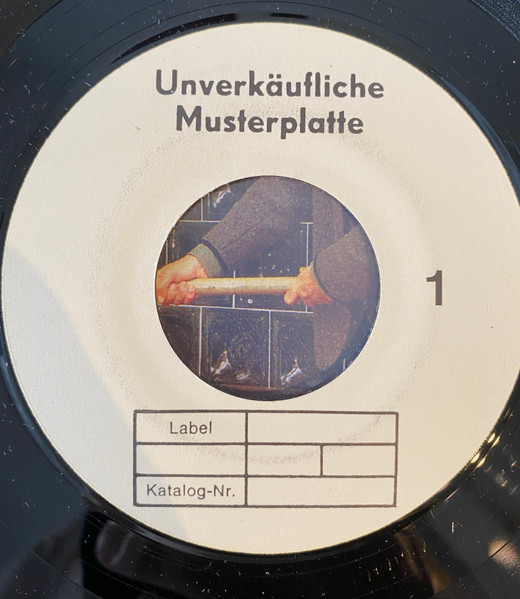 Unverkäufliche
Musterplatte
1
Label
Katalog-Nr.